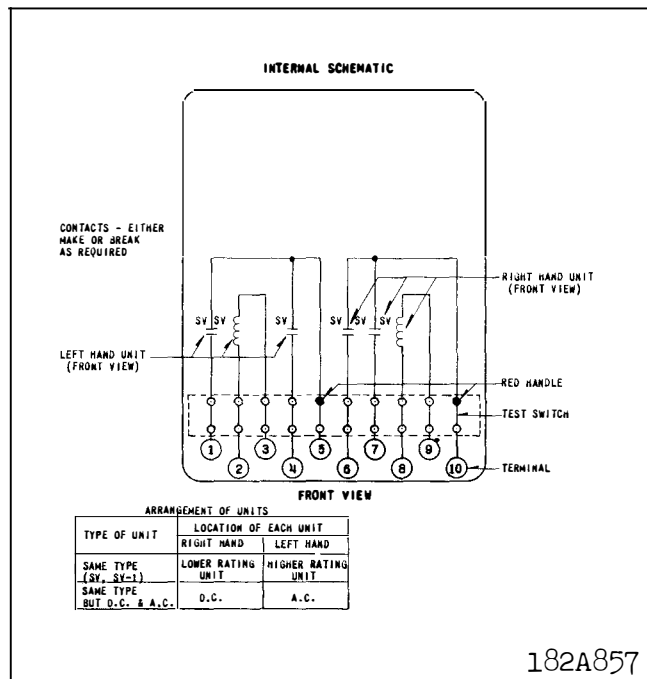 INTERNAL SCHEMATIC
CONTACTS - EITHER
MAKE OR BREAK
AS REQUIRED
RIGHT HAND UNIT
(FRONT VIEW)
SV SV SV SV SV SV
LEFT HAND UNIT
(FRONT VIEW)
RED HANDLE
TEST SWITCH
1 3 5 7 9
2 4 6 8 10
TERMINAL
FRONT VIEW
ARRANGEMENT OF UNITS
TYPE OF UNIT
LOCATION OF EACH UNIT
RIGHT HAND LEFT HAND
SAME TYPE
(SV, SV-1)
LOWER RATING
UNIT
HIGHER RATING
UNIT
SAME TYPE
BUT D.C. & A.C.
D.C. A.C.
182A857